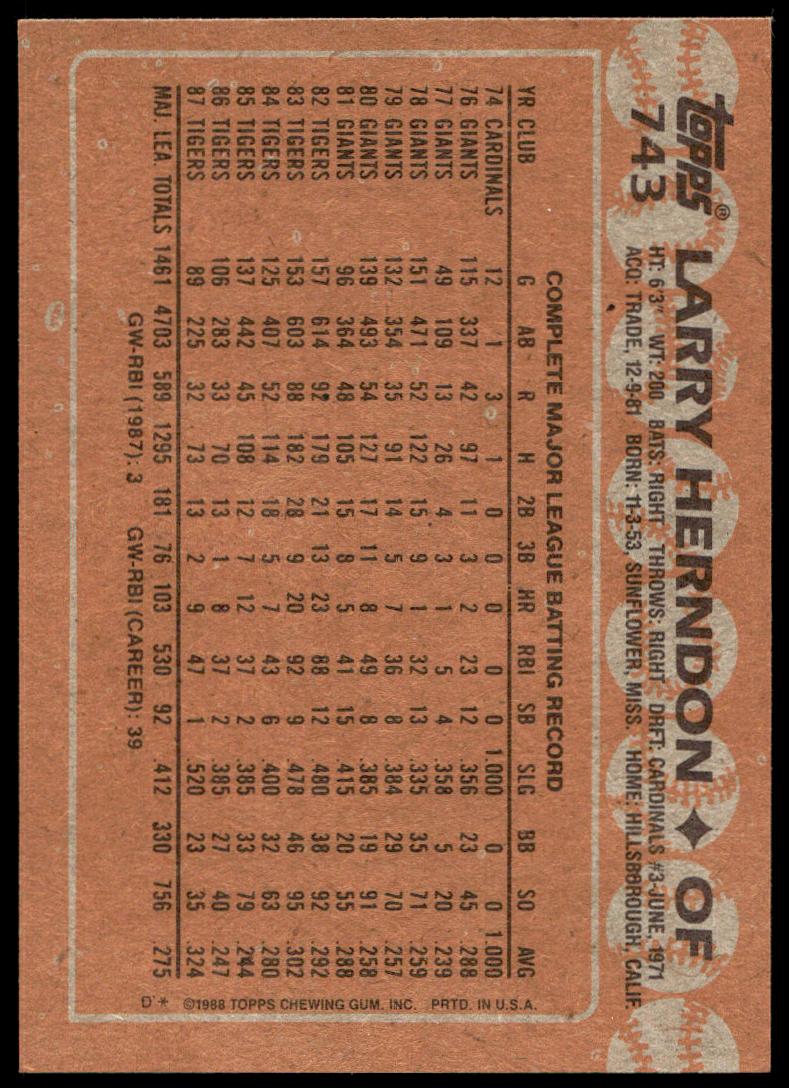 topps® LARRY HERNDON ♦ OF
743 HT: 6'3" WT: 200 BATS: RIGHT THROWS: RIGHT DRFT: CARDINALS #3-JUNE, 1971
ACQ: TRADE, 12-9-81 BORN: 11-3-53, SUNFLOWER, MISS. HOME: HILLSBOROUGH, CALIF.
COMPLETE MAJOR LEAGUE BATTING RECORD
YR CLUB G AB R H 2B 3B HR RBI SB SLG BB SO AVG
74 CARDINALS 12 1 3 1 0 0 0 0 0 1.000 0 0 1.000
76 GIANTS 115 337 42 97 11 3 2 23 12 .356 23 45 .288
77 GIANTS 49 109 13 26 4 3 1 5 4 .358 5 20 .239
78 GIANTS 151 471 52 122 15 9 1 32 13 .335 35 71 .259
79 GIANTS 132 354 35 91 14 5 7 36 8 .384 29 70 .257
80 GIANTS 139 493 54 127 17 11 8 49 8 .385 19 91 .258
81 GIANTS 96 364 48 105 15 8 5 41 15 .415 20 55 .288
82 TIGERS 157 614 92 179 21 13 23 88 12 .480 38 92 .292
83 TIGERS 153 603 88 182 28 9 20 92 9 .478 46 95 .302
84 TIGERS 125 407 52 114 18 5 7 43 6 .400 32 63 .280
85 TIGERS 137 442 45 108 12 7 12 37 2 .385 33 79 .244
86 TIGERS 106 283 33 70 13 1 8 37 2 .385 27 40 .247
87 TIGERS 89 225 32 73 13 2 9 47 1 .520 23 35 .324
MAJ. LEA. TOTALS 1461 4703 589 1295 181 76 103 530 92 .412 330 756 .275
GW-RBI (1987): 3 GW-RBI (CAREER): 39
D* ©1988 TOPPS CHEWING GUM, INC. PRTD. IN U.S.A.